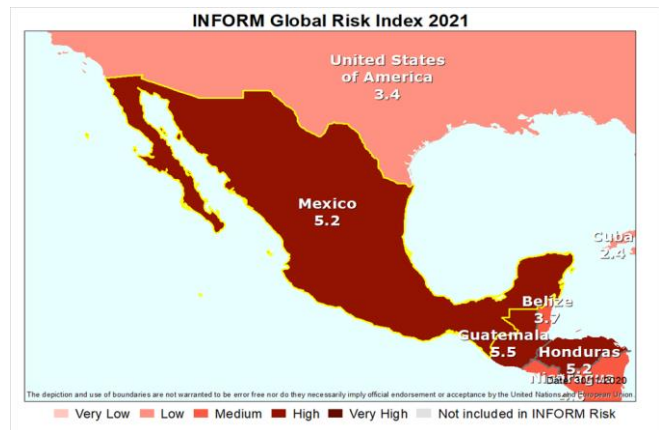 INFORM Global Risk Index 2021
United States
of America
3.4
Mexico
5.2
Cuba
2.4
Belize
3.7
Guatemala
5.5
Honduras
5.2
Nicaragua
The depiction and use of boundaries are not warranted to be error free nor do they necessarily imply official endorsement or acceptance by the United Nations and European Union.
Very Low Low Medium High Very High Not included in INFORM Risk